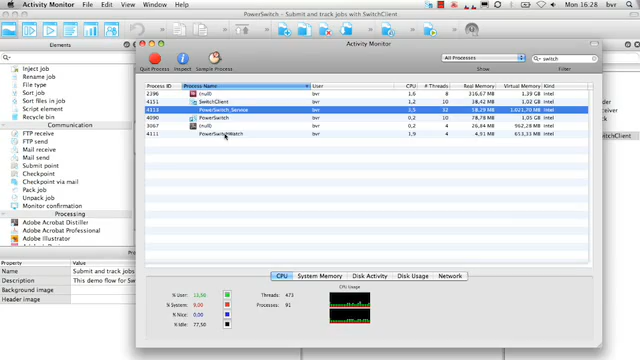 Activity Monitor File Edit View Window Help
Mon 16:28 bvr
PowerSwitch – Submit and track jobs with SwitchClient
Elements
Inject job
Rename job
File type
Sort job
Sort files in job
Script element
Recycle bin
Communication
FTP receive
FTP send
Mail receive
Mail send
Submit point
Checkpoint
Checkpoint via mail
Pack job
Unpack job
Monitor confirmation
Processing
Adobe Acrobat Distiller
Adobe Acrobat Professional
Adobe Illustrator
Property Value
Name Submit and track jobs
Description This demo flow for Swi
Background image
Header image
Activity Monitor
Quit Process Inspect Sample Process
All Processes
Show
switch
Filter
Process ID Process Name User CPU # Threads Real Memory Virtual Memory Kind
2396 (null) bvr 1,6 8 316,67 MB 1,39 GB Intel
4151 SwitchClient bvr 1,2 10 38,42 MB 1,02 GB Intel
4113 PowerSwitch_Service bvr 3,5 32 58,29 MB 1.021,70 MB Intel
4090 PowerSwitch bvr 0,2 10 78,78 MB 1,05 GB Intel
3067 (null) bvr 0,2 4 26,84 MB 962,28 MB Intel
4111 PowerSwitchWatch bvr 1,9 4 4,91 MB 653,33 MB Intel
CPU System Memory Disk Activity Disk Usage Network
CPU Usage
% User: 13,50
% System: 9,00
% Nice: 0,00
% Idle: 77,50
Threads: 473
Processes: 91
SwitchClient